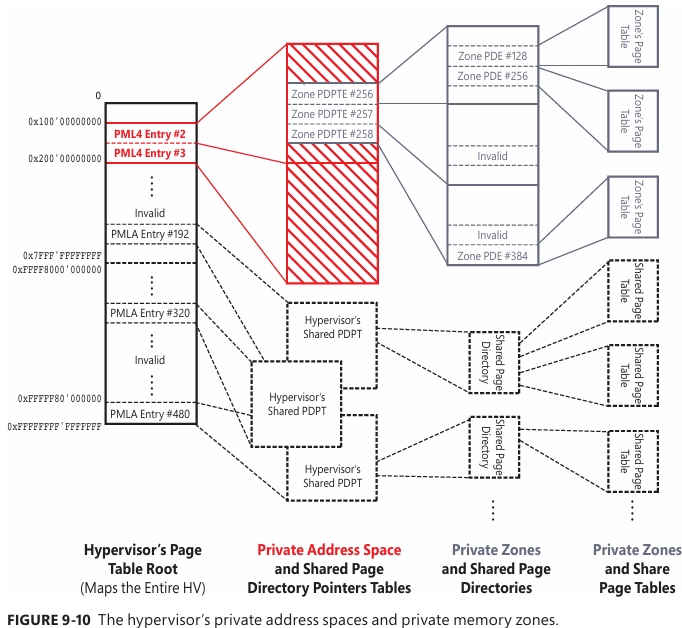 0
0x100'00000000
PML4 Entry #2
PML4 Entry #3
0x200'00000000
Invalid
PMLA Entry #192
0x7FFF'FFFFFFFF
0xFFFF8000'000000
PMLA Entry #320
Invalid
0xFFFFF80'000000
PMLA Entry #480
0xFFFFFFFF'FFFFFFF
Zone PDPTE #256
Zone PDPTE #257
Zone PDPTE #258
Hypervisor's
Shared PDPT
Hypervisor's
Shared PDPT
Hypervisor's
Shared PDPT
Zone PDE #128
Zone PDE #256
Invalid
Invalid
Zone PDE #384
Shared Page
Directory
Shared Page
Directory
Zone's Page
Table
Zone's Page
Table
Zone's Page
Table
Shared Page
Table
Shared Page
Table
Shared Page
Table
Hypervisor's Page
Table Root
(Maps the Entire HV)
Private Address Space
and Shared Page
Directory Pointers Tables
Private Zones
and Shared Page
Directories
Private Zones
and Share
Page Tables
FIGURE 9-10 The hypervisor's private address spaces and private memory zones.